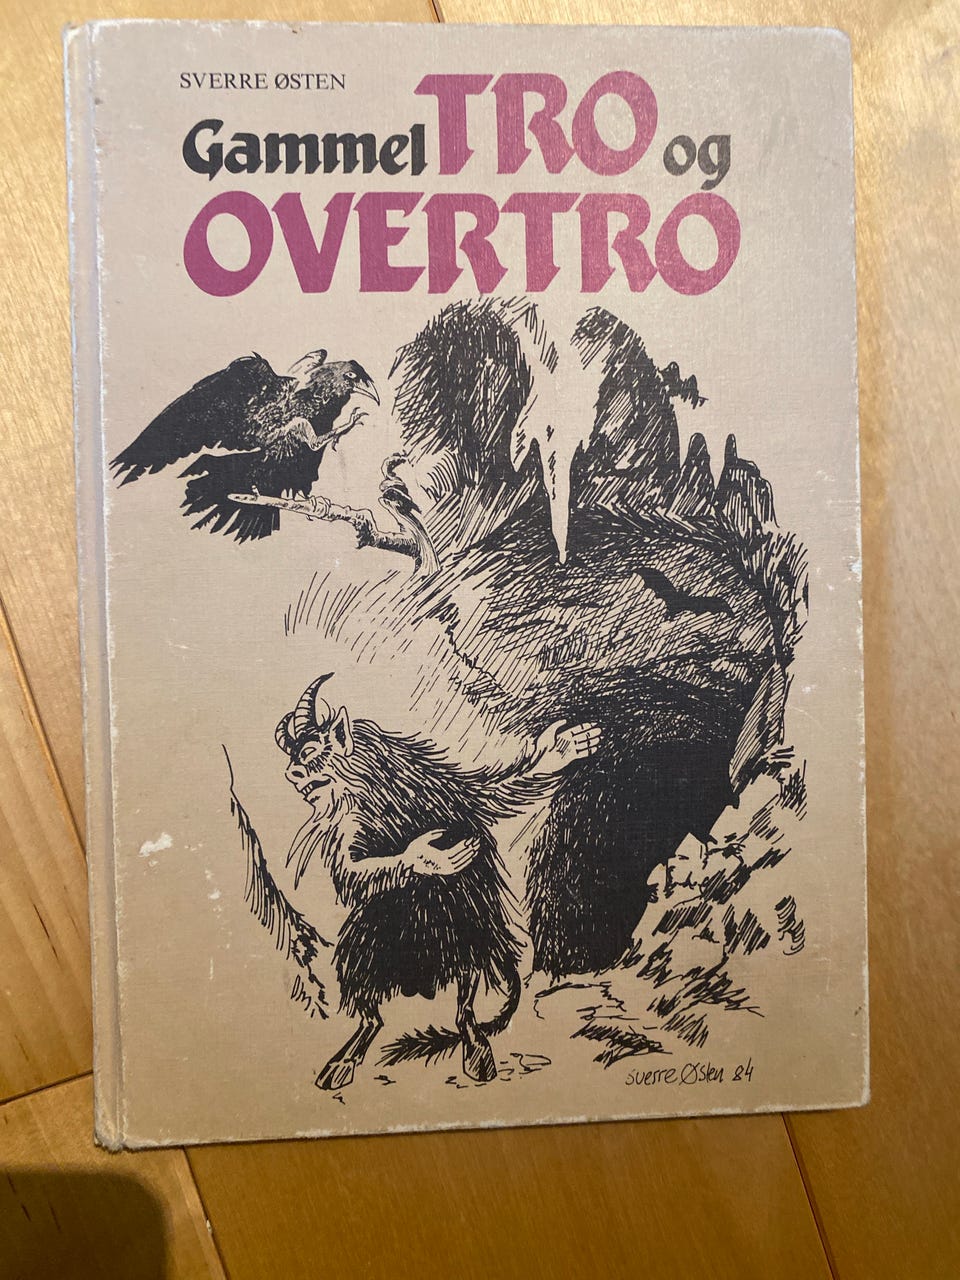 SVERRE ØSTEN
Gammel TRO og
OVERTRO
sverre Østen 84